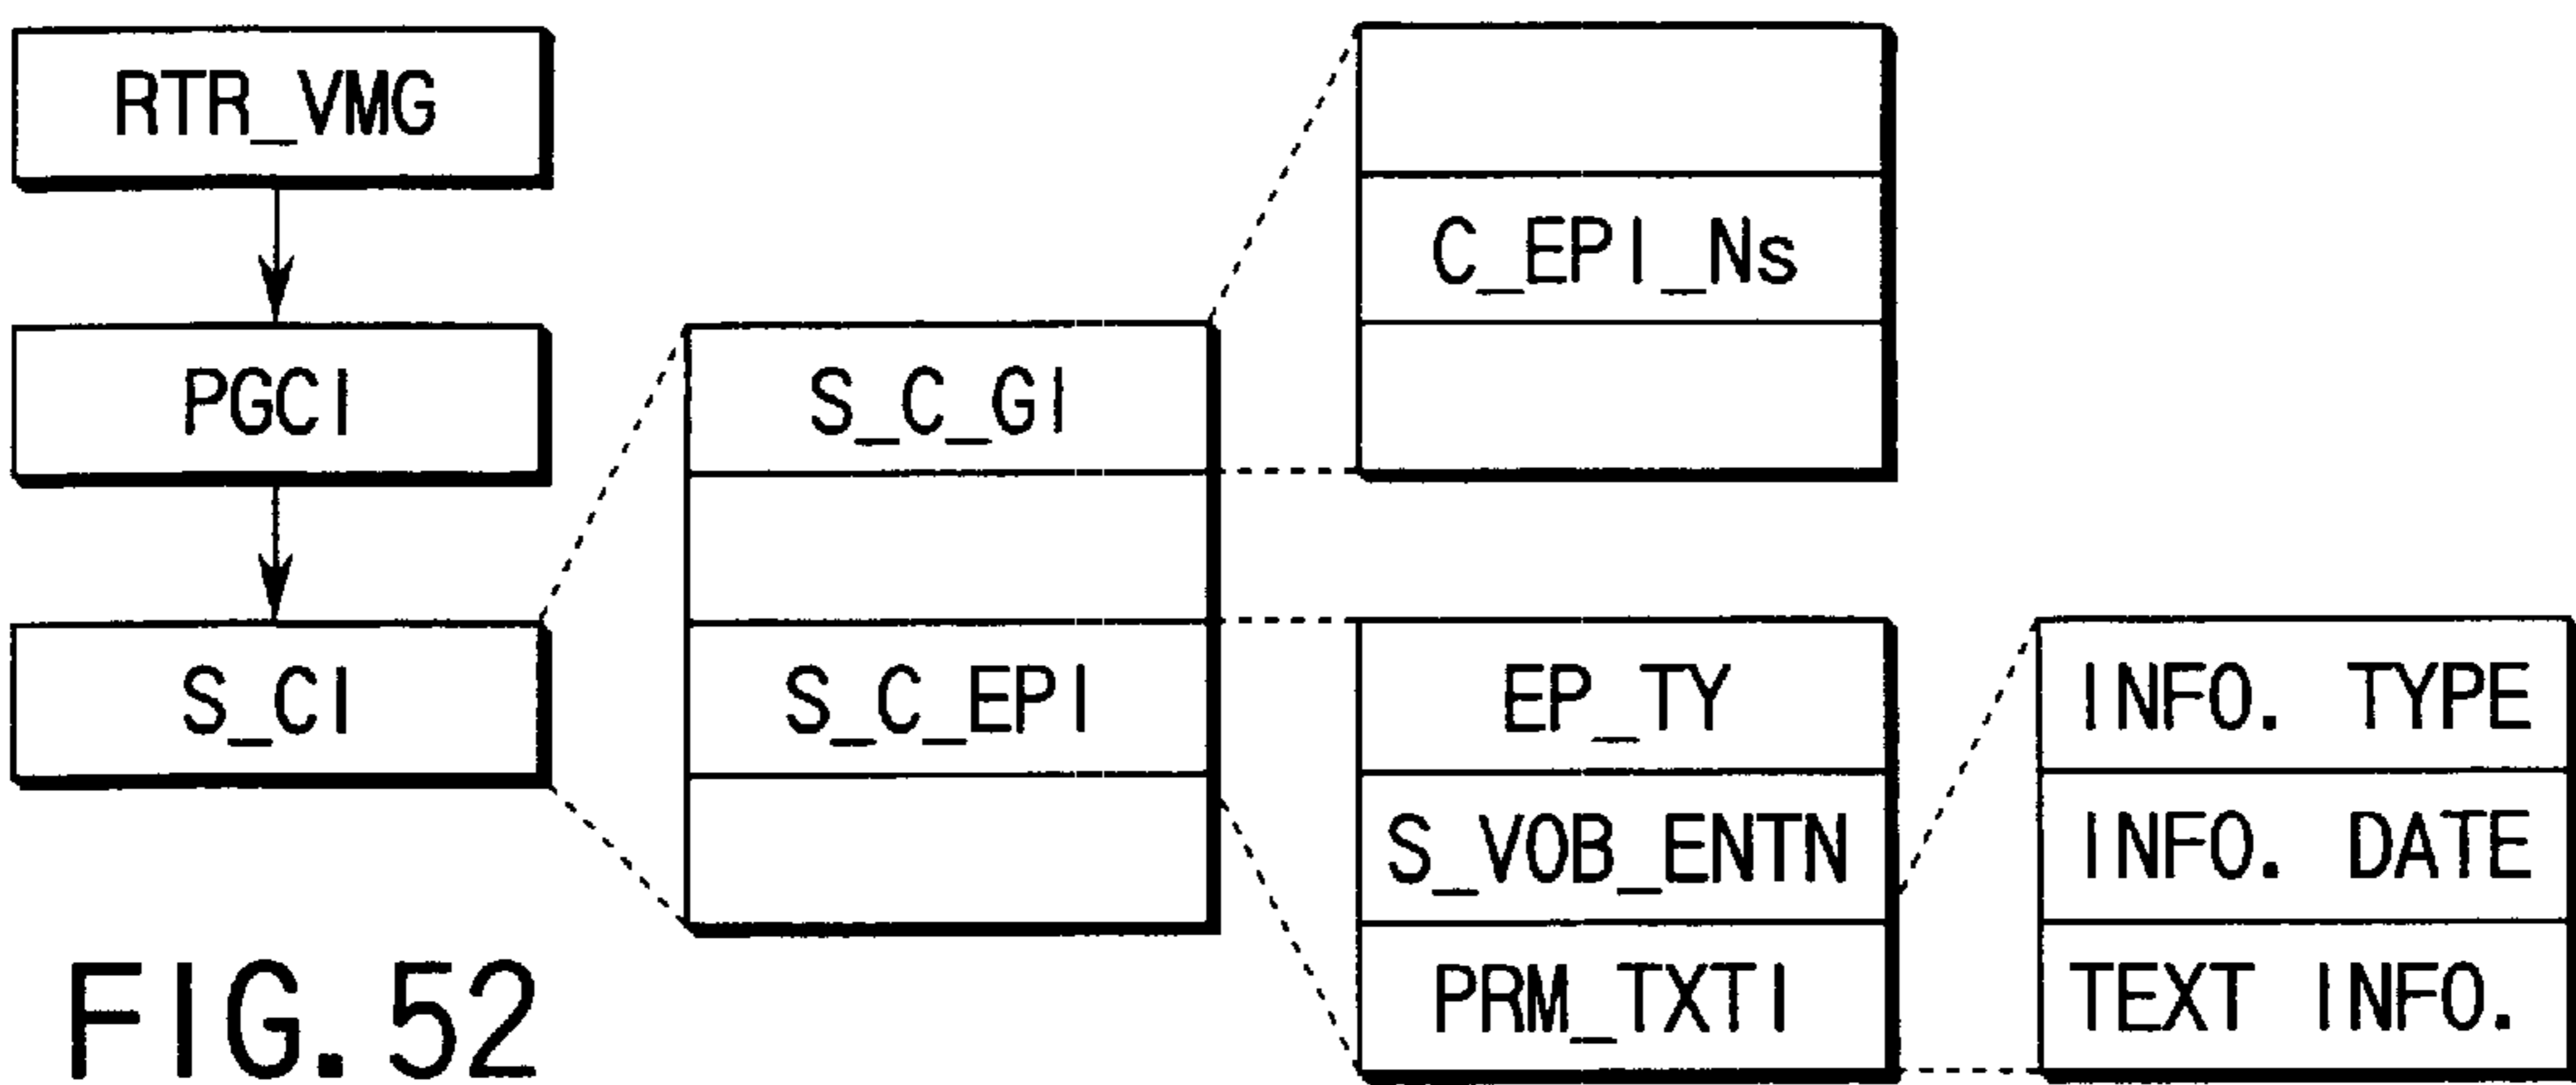 RTR_VMG
PGCI
S_CI
S_C_GI
S_C_EPI
C_EPI_Ns
EP_TY
S_VOB_ENTN
PRM_TXTI
INFO. TYPE
INFO. DATE
TEXT INFO.
FIG. 52